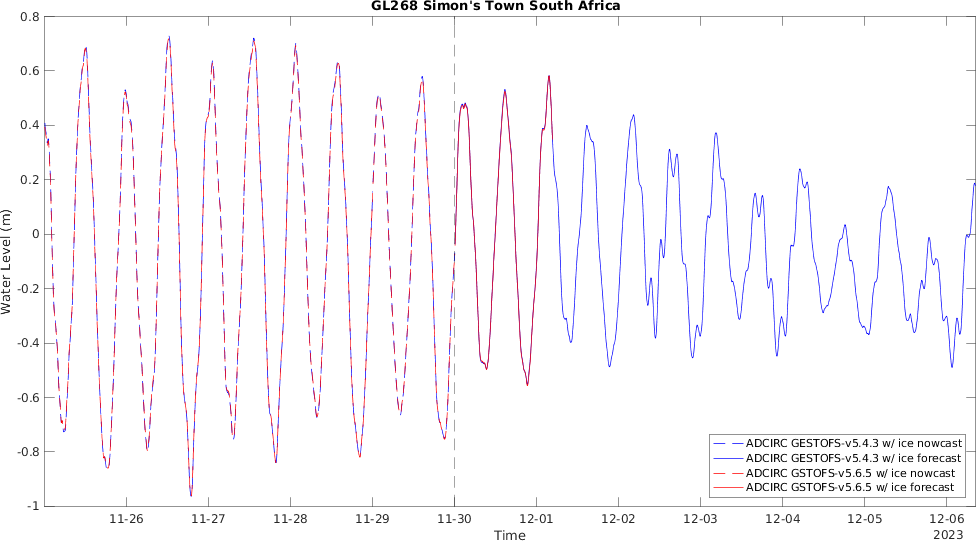 GL268 Simon's Town South Africa
0.8
0.6
0.4
0.2
0
-0.2
-0.4
-0.6
-0.8
-1
Water Level (m)
ADCIRC GESTOFS-v5.4.3 w/ ice nowcast
ADCIRC GESTOFS-v5.4.3 w/ ice forecast
ADCIRC GSTOFS-v5.6.5 w/ ice nowcast
ADCIRC GSTOFS-v5.6.5 w/ ice forecast
11-26 11-27 11-28 11-29 11-30 12-01 12-02 12-03 12-04 12-05 12-06
Time 2023